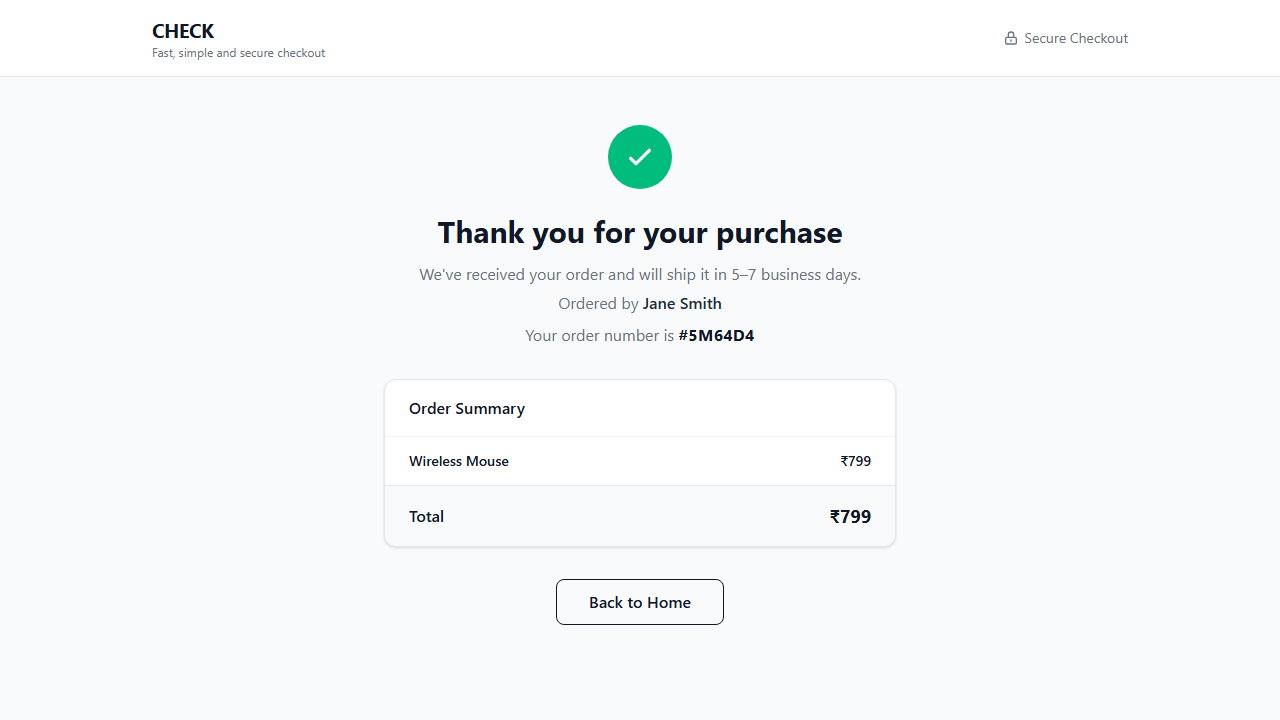 CHECK
Fast, simple and secure checkout
Secure Checkout
Thank you for your purchase
We've received your order and will ship it in 5–7 business days.
Ordered by Jane Smith
Your order number is #5M64D4
Order Summary
Wireless Mouse ₹799
Total ₹799
Back to Home